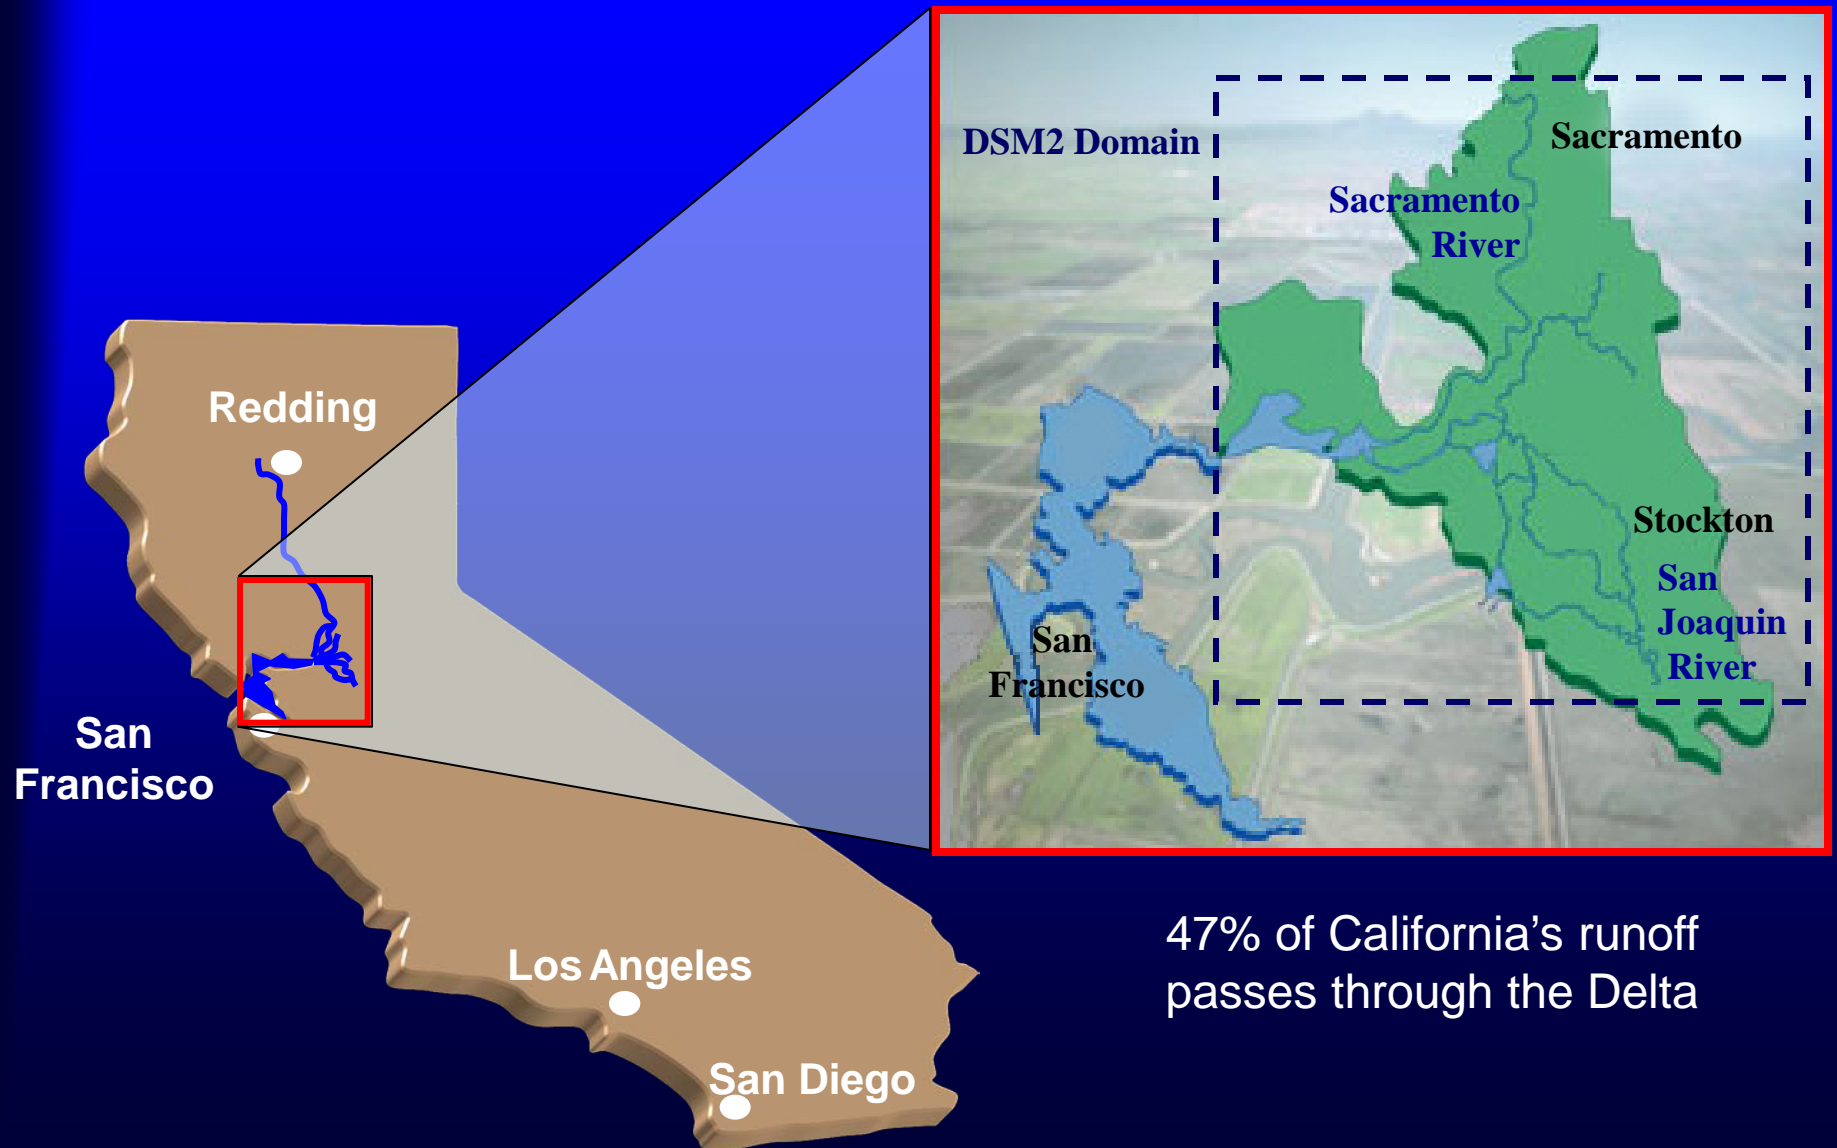 DSM2 Domain
Sacramento
Sacramento
River
Stockton
San
Joaquin
River
San
Francisco
Redding
San
Francisco
Los Angeles
San Diego
47% of California’s runoff
passes through the Delta